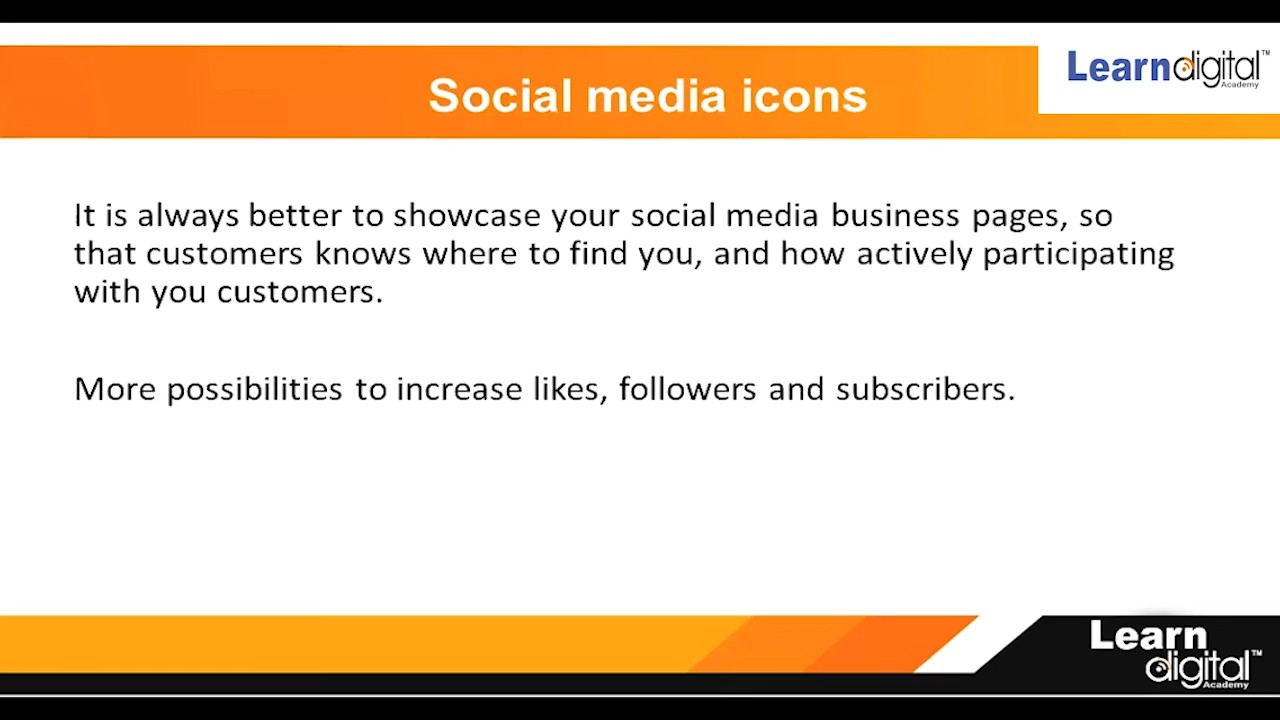 Social media icons
Learndigital™
Academy
It is always better to showcase your social media business pages, so
that customers knows where to find you, and how actively participating
with you customers.
More possibilities to increase likes, followers and subscribers.
Learn
digital™
Academy